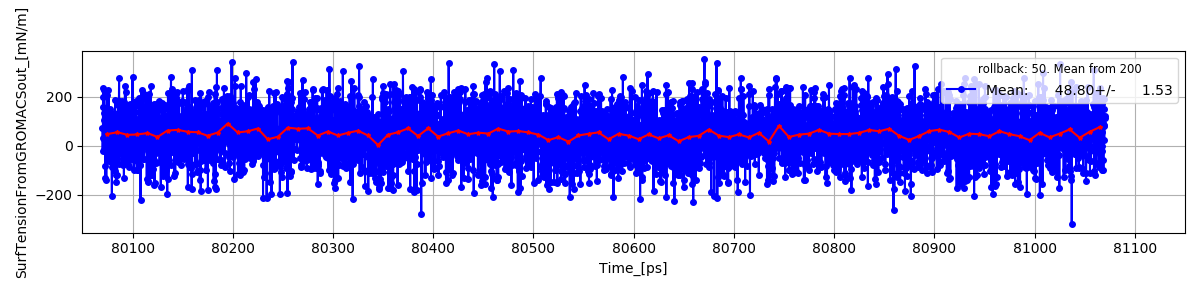 SurfTensionFromGROMACSout_[mN/m]
200
0
−200
rollback: 50 Mean from 200
Mean: 48.80+/- 1.53
80100 80200 80300 80400 80500 80600 80700 80800 80900 81000 81100
Time_[ps]